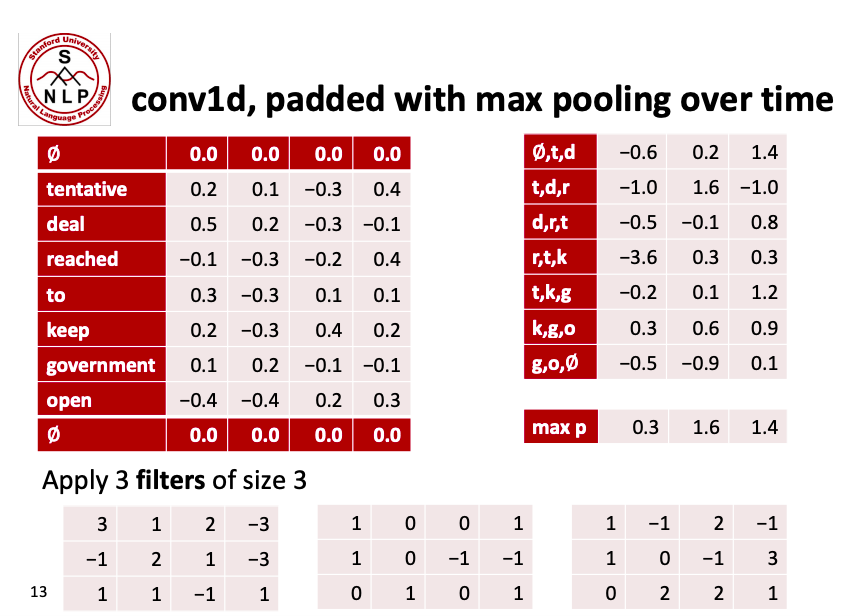 Stanford University
S
N L P
Natural Language Processing
conv1d, padded with max pooling over time
Ø 0.0 0.0 0.0 0.0
tentative 0.2 0.1 −0.3 0.4
deal 0.5 0.2 −0.3 −0.1
reached −0.1 −0.3 −0.2 0.4
to 0.3 −0.3 0.1 0.1
keep 0.2 −0.3 0.4 0.2
government 0.1 0.2 −0.1 −0.1
open −0.4 −0.4 0.2 0.3
Ø 0.0 0.0 0.0 0.0
Ø,t,d −0.6 0.2 1.4
t,d,r −1.0 1.6 −1.0
d,r,t −0.5 −0.1 0.8
r,t,k −3.6 0.3 0.3
t,k,g −0.2 0.1 1.2
k,g,o 0.3 0.6 0.9
g,o,Ø −0.5 −0.9 0.1
max p 0.3 1.6 1.4
Apply 3 filters of size 3
3 1 2 −3
−1 2 1 −3
1 1 −1 1
1 0 0 1
1 0 −1 −1
0 1 0 1
1 −1 2 −1
1 0 −1 3
0 2 2 1
13